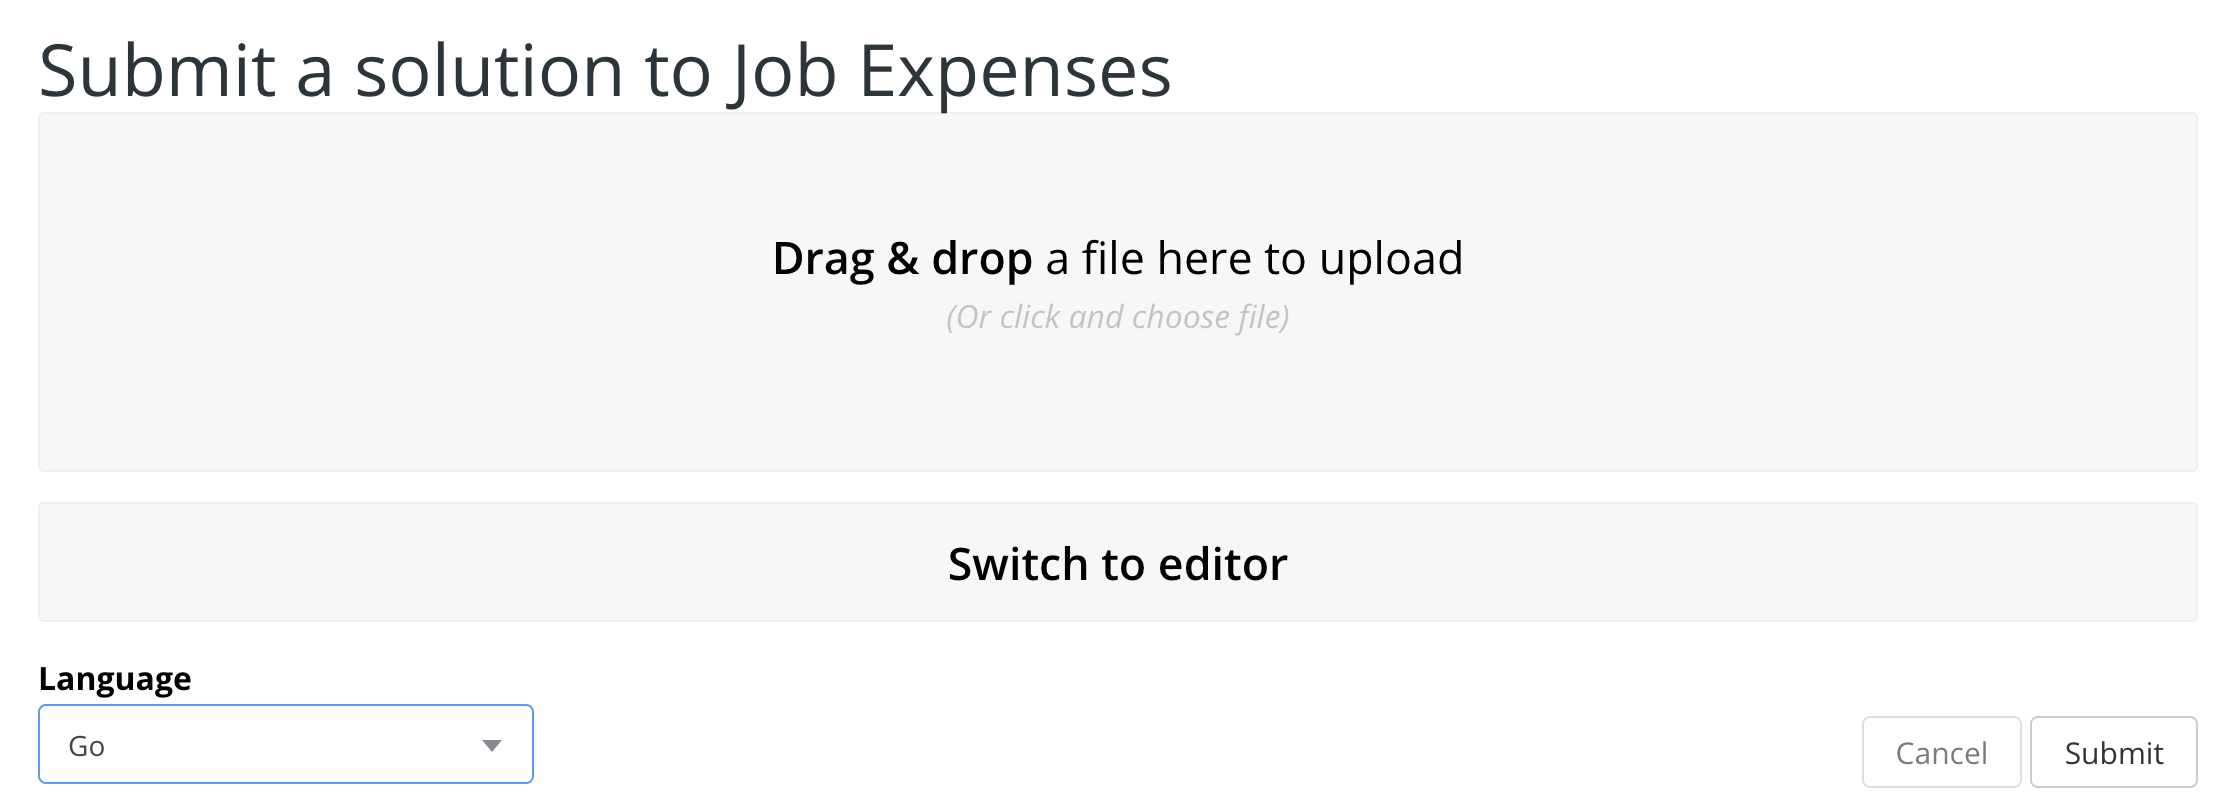 Submit a solution to Job Expenses
Drag & drop a file here to upload
(Or click and choose file)
Switch to editor
Language
Go
Cancel
Submit